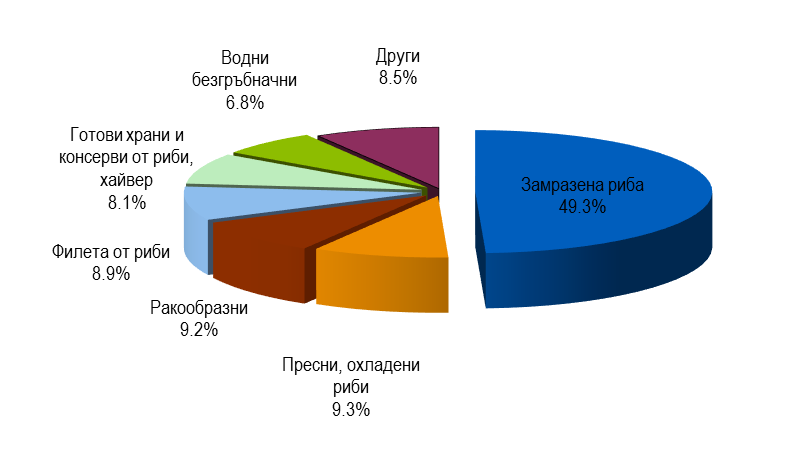 Водни
безгръбначни
6.8%
Други
8.5%
Готови храни и
консерви от риби,
хайвер
8.1%
Замразена риба
49.3%
Филета от риби
8.9%
Ракообразни
9.2%
Пресни, охладени
риби
9.3%